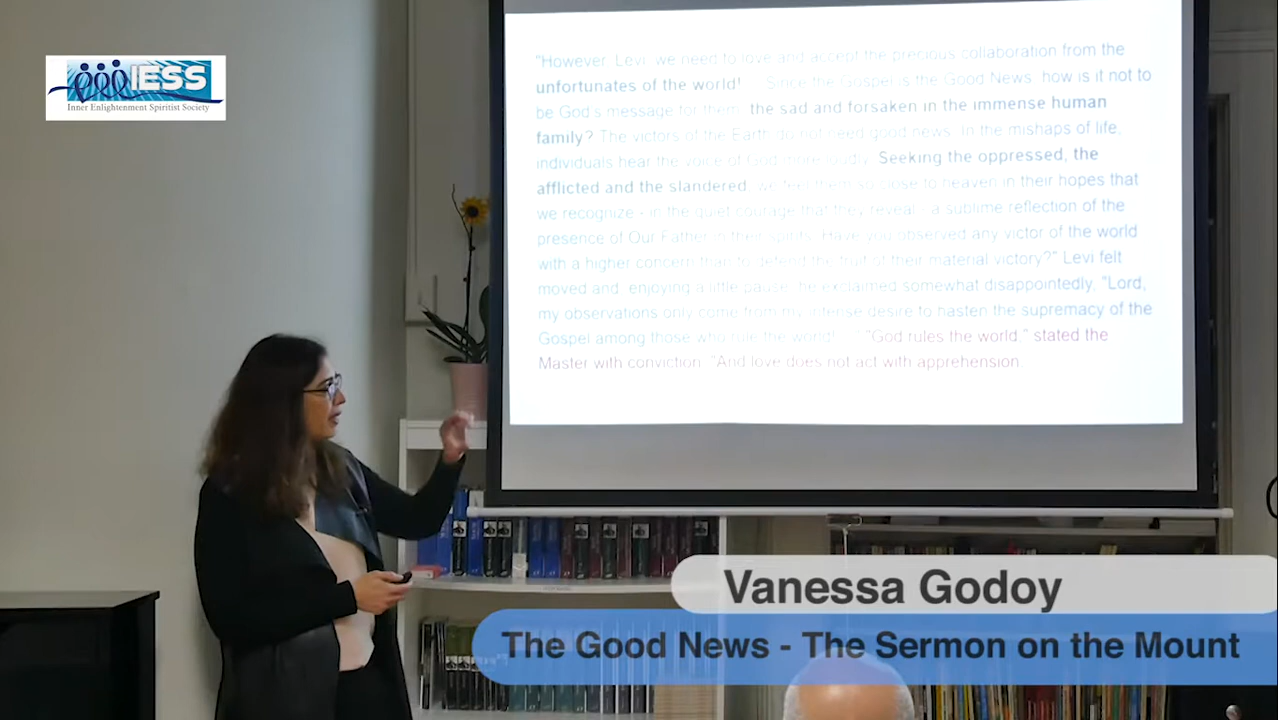 IESS
Inner Enlightenment Spiritist Society
"However, Levi, we need to love and accept the precious collaboration from the
unfortunates of the world! Since the Gospel is the Good News, how is it not to
be God's message for them, the sad and forsaken in the immense human
family? The victors of the Earth do not need good news. In the mishaps of life,
individuals hear the voice of God more loudly. Seeking the oppressed, the
afflicted and the slandered, we feel them so close to heaven in their hopes that
we recognize - in the quiet courage that they reveal - a sublime reflection of the
presence of Our Father in their spirits. Have you observed any victor of the world
with a higher concern than to defend the fruit of their material victory?" Levi felt
moved and, enjoying a little pause, he exclaimed somewhat disappointedly, "Lord,
my observations only come from my intense desire to hasten the supremacy of the
Gospel among those who rule the world! "God rules the world," stated the
Master with conviction. "And love does not act with apprehension.
Vanessa Godoy
The Good News - The Sermon on the Mount